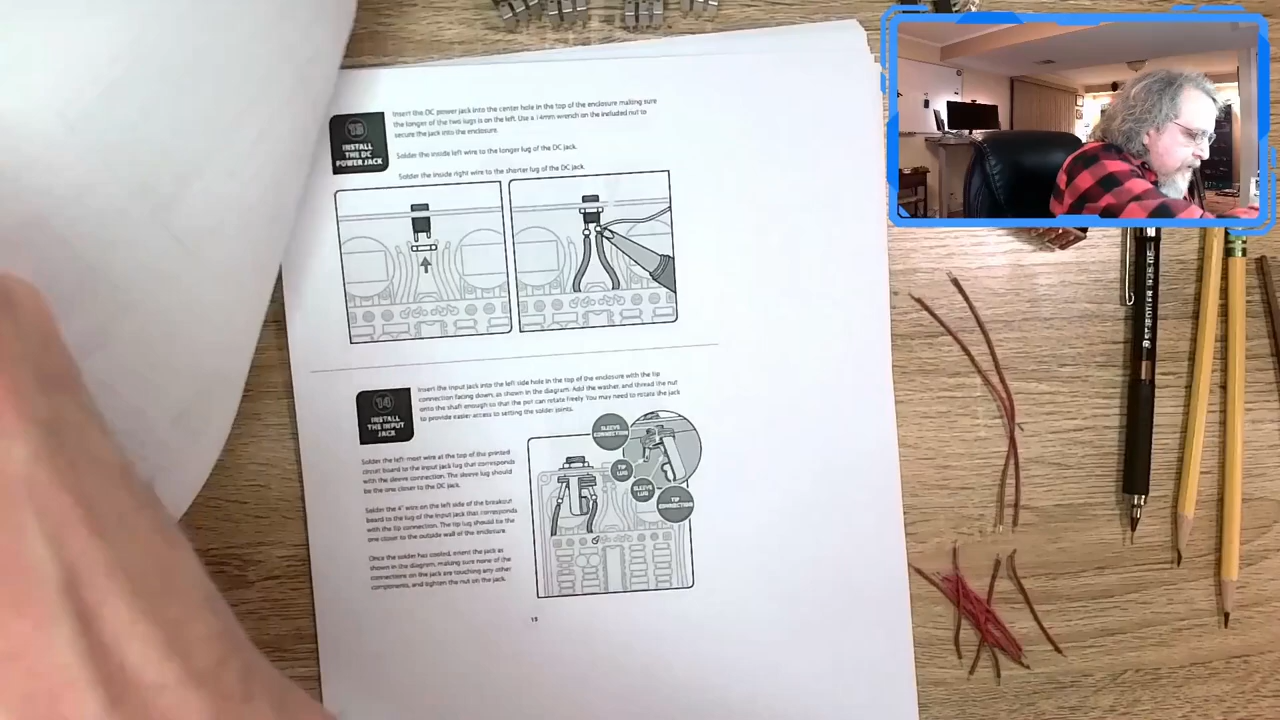 15
INSTALL
THE DC
POWER JACK
Insert the DC power jack into the center hole in the top of the enclosure making sure
the longer of the two lugs is on the left. Use a 14mm wrench on the included nut to
secure the jack into the enclosure.
Solder the inside left wire to the longer lug of the DC jack.
Solder the inside right wire to the shorter lug of the DC jack.
14
INSTALL
THE INPUT
JACK
Insert the input jack into the left side hole in the top of the enclosure with the tip
connection facing down, as shown in the diagram. Add the washer, and thread the nut
onto the shaft enough so that the pot can rotate freely. You may need to rotate the jack
to provide easier access to setting the solder joints.
Solder the left-most wire at the top of the printed
circuit board to the input jack lug that corresponds
with the sleeve connection. The sleeve lug should
be the one closer to the DC jack.
Solder the 4" wire on the left side of the breakout
board to the lug of the input jack that corresponds
with the tip connection. The tip lug should be the
one closer to the outside wall of the enclosure.
Once the solder has cooled, orient the jack as
shown in the diagram, making sure none of the
connections on the jack are touching any other
components, and tighten the nut on the jack.
SLEEVE
CONNECTION
TIP
LUG
SLEEVE
LUG
TIP
CONNECTION
STAEDTLER 925 05